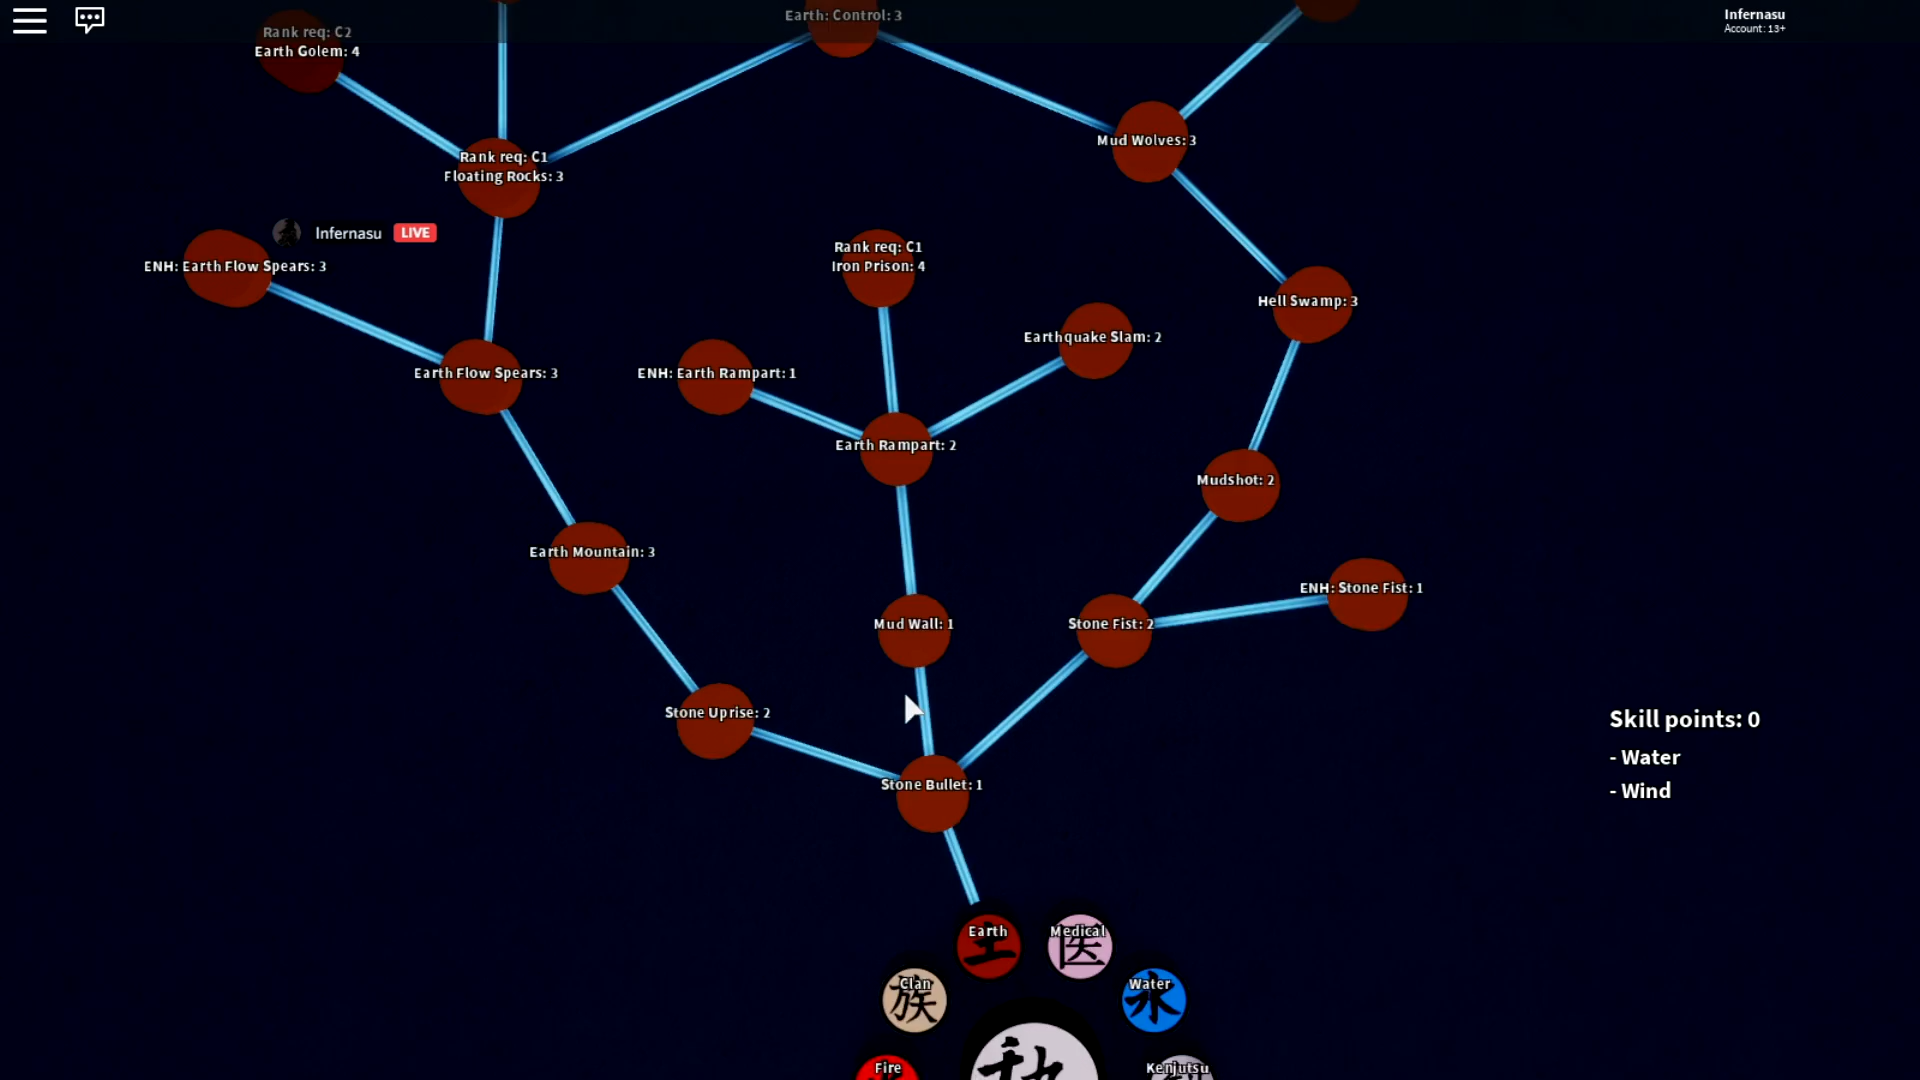 Infernasu
Account: 13+
Earth: Control: 3
Rank req: C2
Earth Golem: 4
Mud Wolves: 3
Rank req: C1
Floating Rocks: 3
Infernasu LIVE
Rank req: C1
Iron Prison: 4
ENH: Earth Flow Spears: 3
Hell Swamp: 3
Earthquake Slam: 2
Earth Flow Spears: 3
ENH: Earth Rampart: 1
Earth Rampart: 2
Mudshot: 2
Earth Mountain: 3
ENH: Stone Fist: 1
Mud Wall: 1
Stone Fist: 2
Stone Uprise: 2
Skill points: 0
- Water
- Wind
Stone Bullet: 1
Earth
土
Medical
医
Clan
族
Water
水
Fire
Kenjutsu